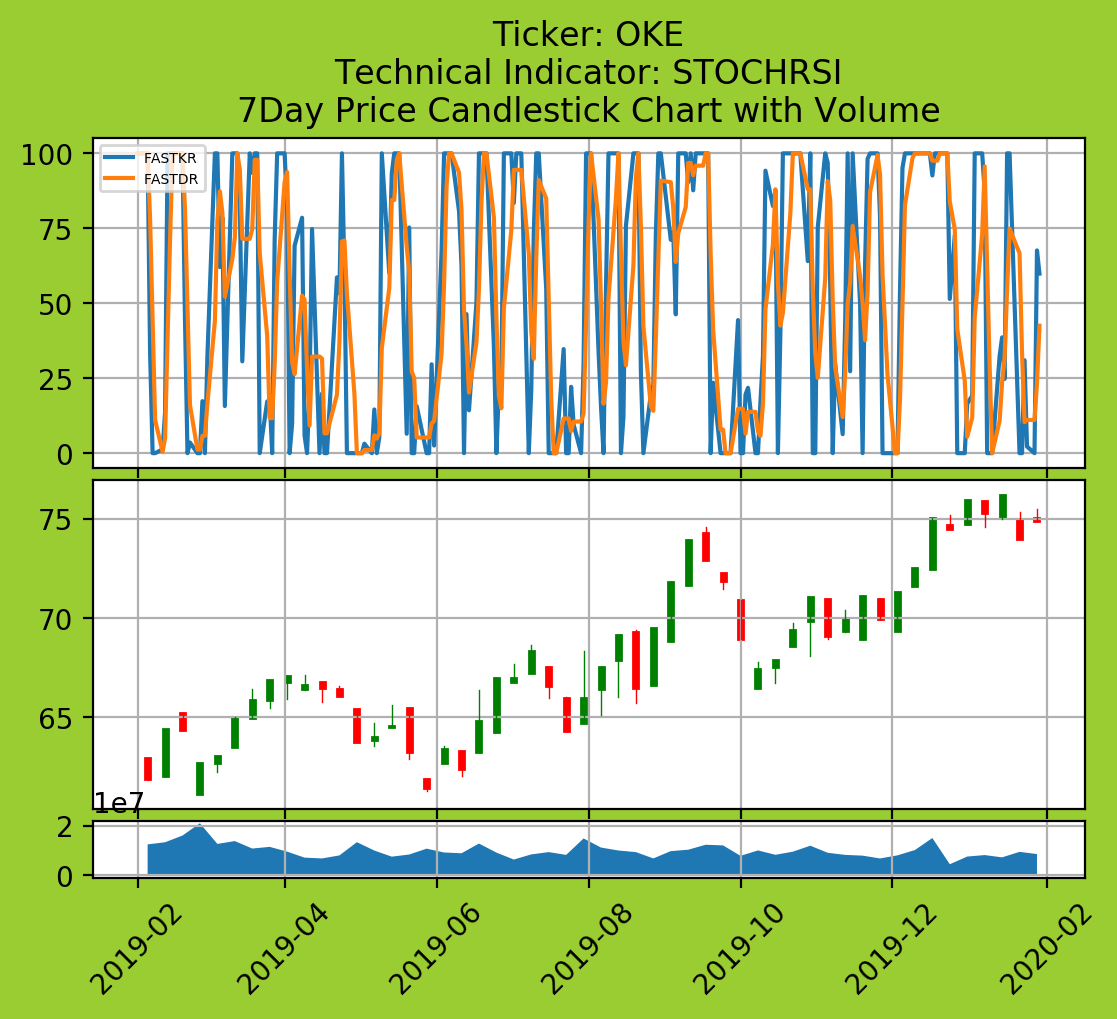 Ticker: OKE
Technical Indicator: STOCHRSI
7Day Price Candlestick Chart with Volume
FASTKR
FASTDR
100
75
50
25
0
75
70
65
1e7
2
0
2019-02
2019-04
2019-06
2019-08
2019-10
2019-12
2020-02